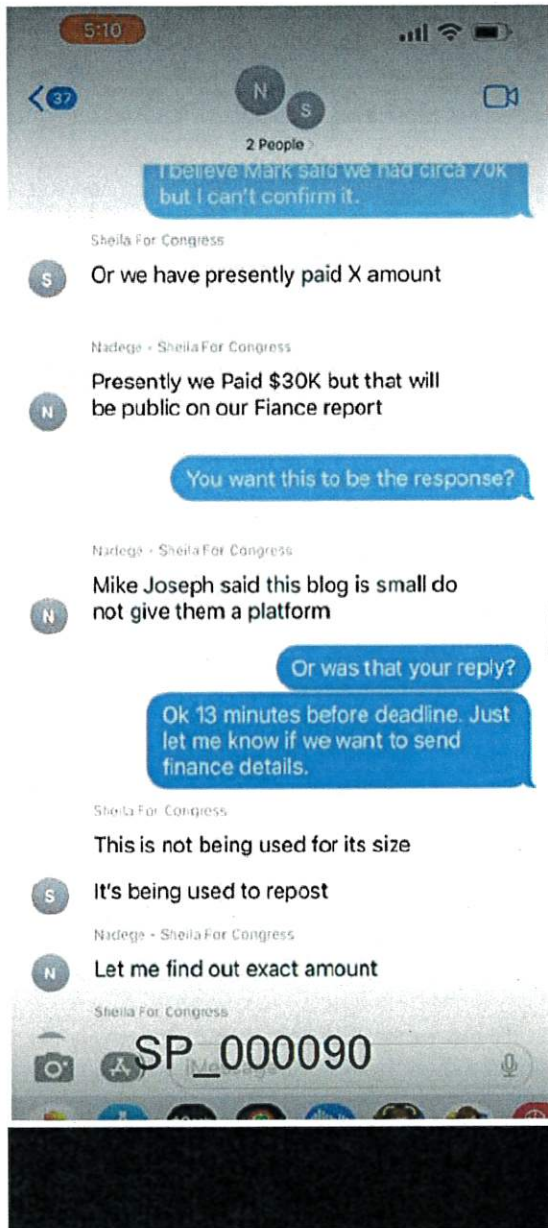 5:10
37
N
S
2 People >
I believe Mark said we had circa 70K
but I can't confirm it.
Sheila For Congress
S
Or we have presently paid X amount
Nadege - Sheila For Congress
Presently we Paid $30K but that will
N
be public on our Fiance report
You want this to be the response?
Nadege - Sheila For Congress
Mike Joseph said this blog is small do
N
not give them a platform
Or was that your reply?
Ok 13 minutes before deadline. Just
let me know if we want to send
finance details.
Sheila For Congress
This is not being used for its size
S
It's being used to repost
Nadege - Sheila For Congress
N
Let me find out exact amount
Sheila For Congress
SP_000090
iMessage